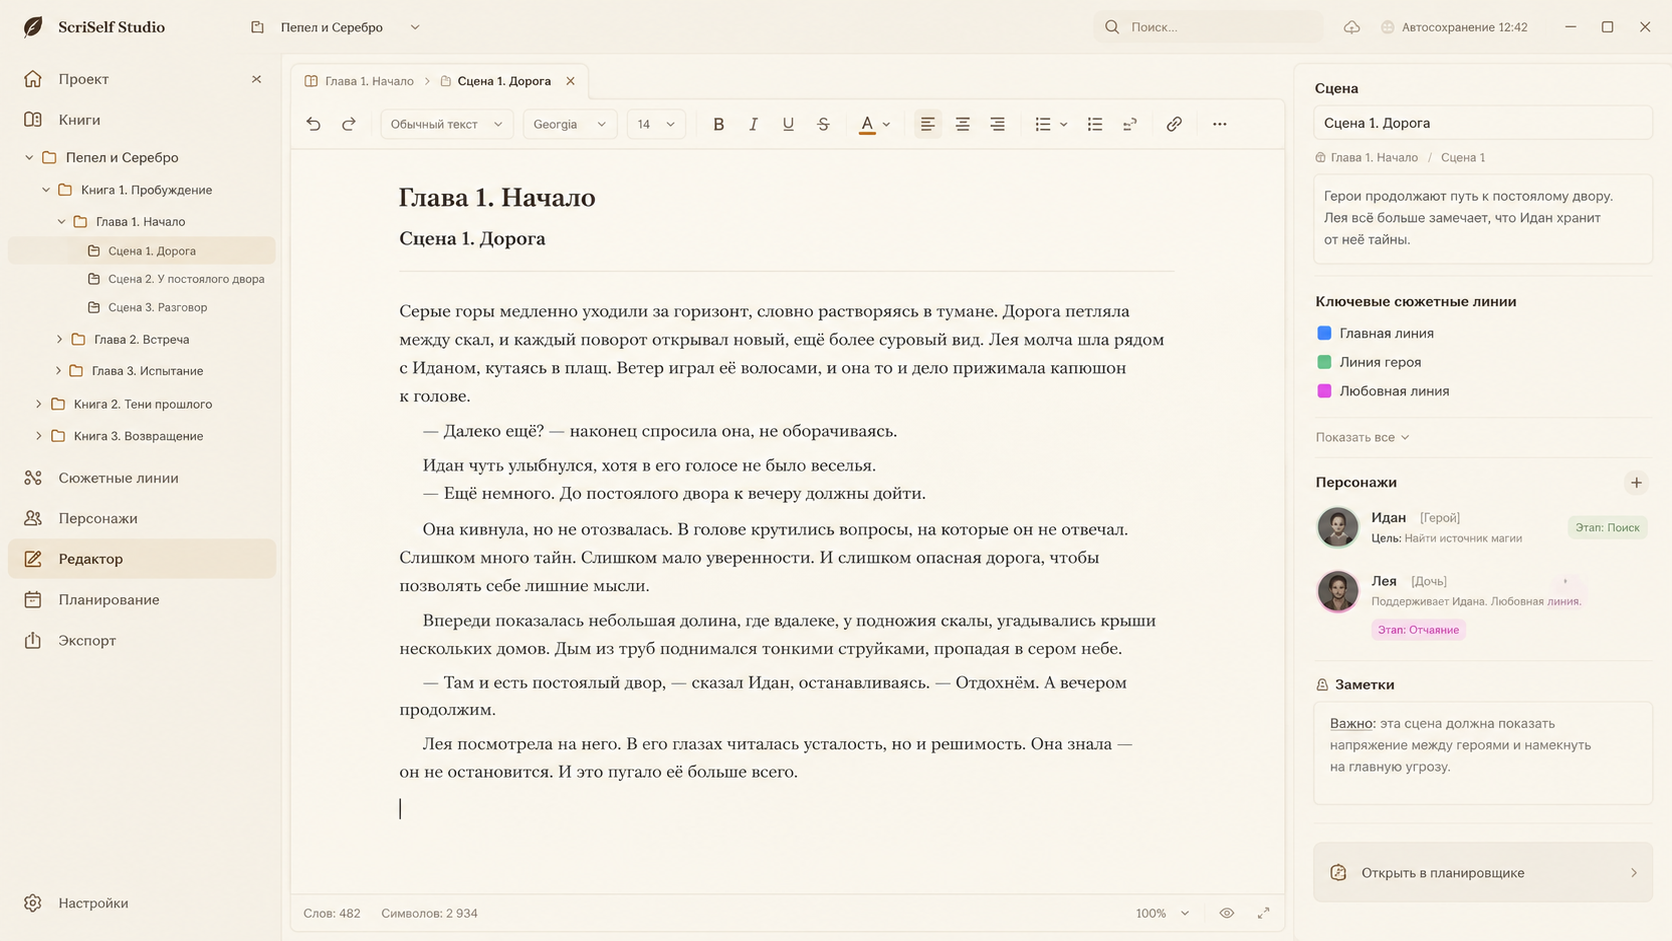 ScriSelf Studio
Пепел и Серебро
Поиск...
Автосохранение 12:42
Проект
Книги
Пепел и Серебро
Книга 1. Пробуждение
Глава 1. Начало
Сцена 1. Дорога
Сцена 2. У постоялого двора
Сцена 3. Разговор
Глава 2. Встреча
Глава 3. Испытание
Книга 2. Тени прошлого
Книга 3. Возвращение
Сюжетные линии
Персонажи
Редактор
Планирование
Экспорт
Настройки
Глава 1. Начало
Сцена 1. Дорога
Обычный текст
Georgia
14
B I U S A
Глава 1. Начало
Сцена 1. Дорога
Серые горы медленно уходили за горизонт, словно растворяясь в тумане. Дорога петляла
между скал, и каждый поворот открывал новый, ещё более суровый вид. Лея молча шла рядом
с Иданом, кутаясь в плащ. Ветер играл её волосами, и она то и дело прижимала капюшон
к голове.
— Далеко ещё? — наконец спросила она, не оборачиваясь.
Идан чуть улыбнулся, хотя в его голосе не было веселья.
— Ещё немного. До постоялого двора к вечеру должны дойти.
Она кивнула, но не отозвалась. В голове крутились вопросы, на которые он не отвечал.
Слишком много тайн. Слишком мало уверенности. И слишком опасная дорога, чтобы
позволять себе лишние мысли.
Впереди показалась небольшая долина, где вдалеке, у подножия скалы, угадывались крыши
нескольких домов. Дым из труб поднимался тонкими струйками, пропадая в сером небе.
— Там и есть постоялый двор, — сказал Идан, останавливаясь. — Отдохнём. А вечером
продолжим.
Лея посмотрела на него. В его глазах читалась усталость, но и решимость. Она знала —
он не остановится. И это пугало её больше всего.
Слов: 482
Символов: 2 934
100%
Сцена
Сцена 1. Дорога
Глава 1. Начало / Сцена 1
Герои продолжают путь к постоялому двору.
Лея всё больше замечает, что Идан хранит
от неё тайны.
Ключевые сюжетные линии
Главная линия
Линия героя
Любовная линия
Показать все
Персонажи
Идан [Герой]
Цель: Найти источник магии
Этап: Поиск
Лея [Дочь]
Поддерживает Идана. Любовная линия.
Этап: Отчаяние
Заметки
Важно: эта сцена должна показать
напряжение между героями и намекнуть
на главную угрозу.
Открыть в планировщике